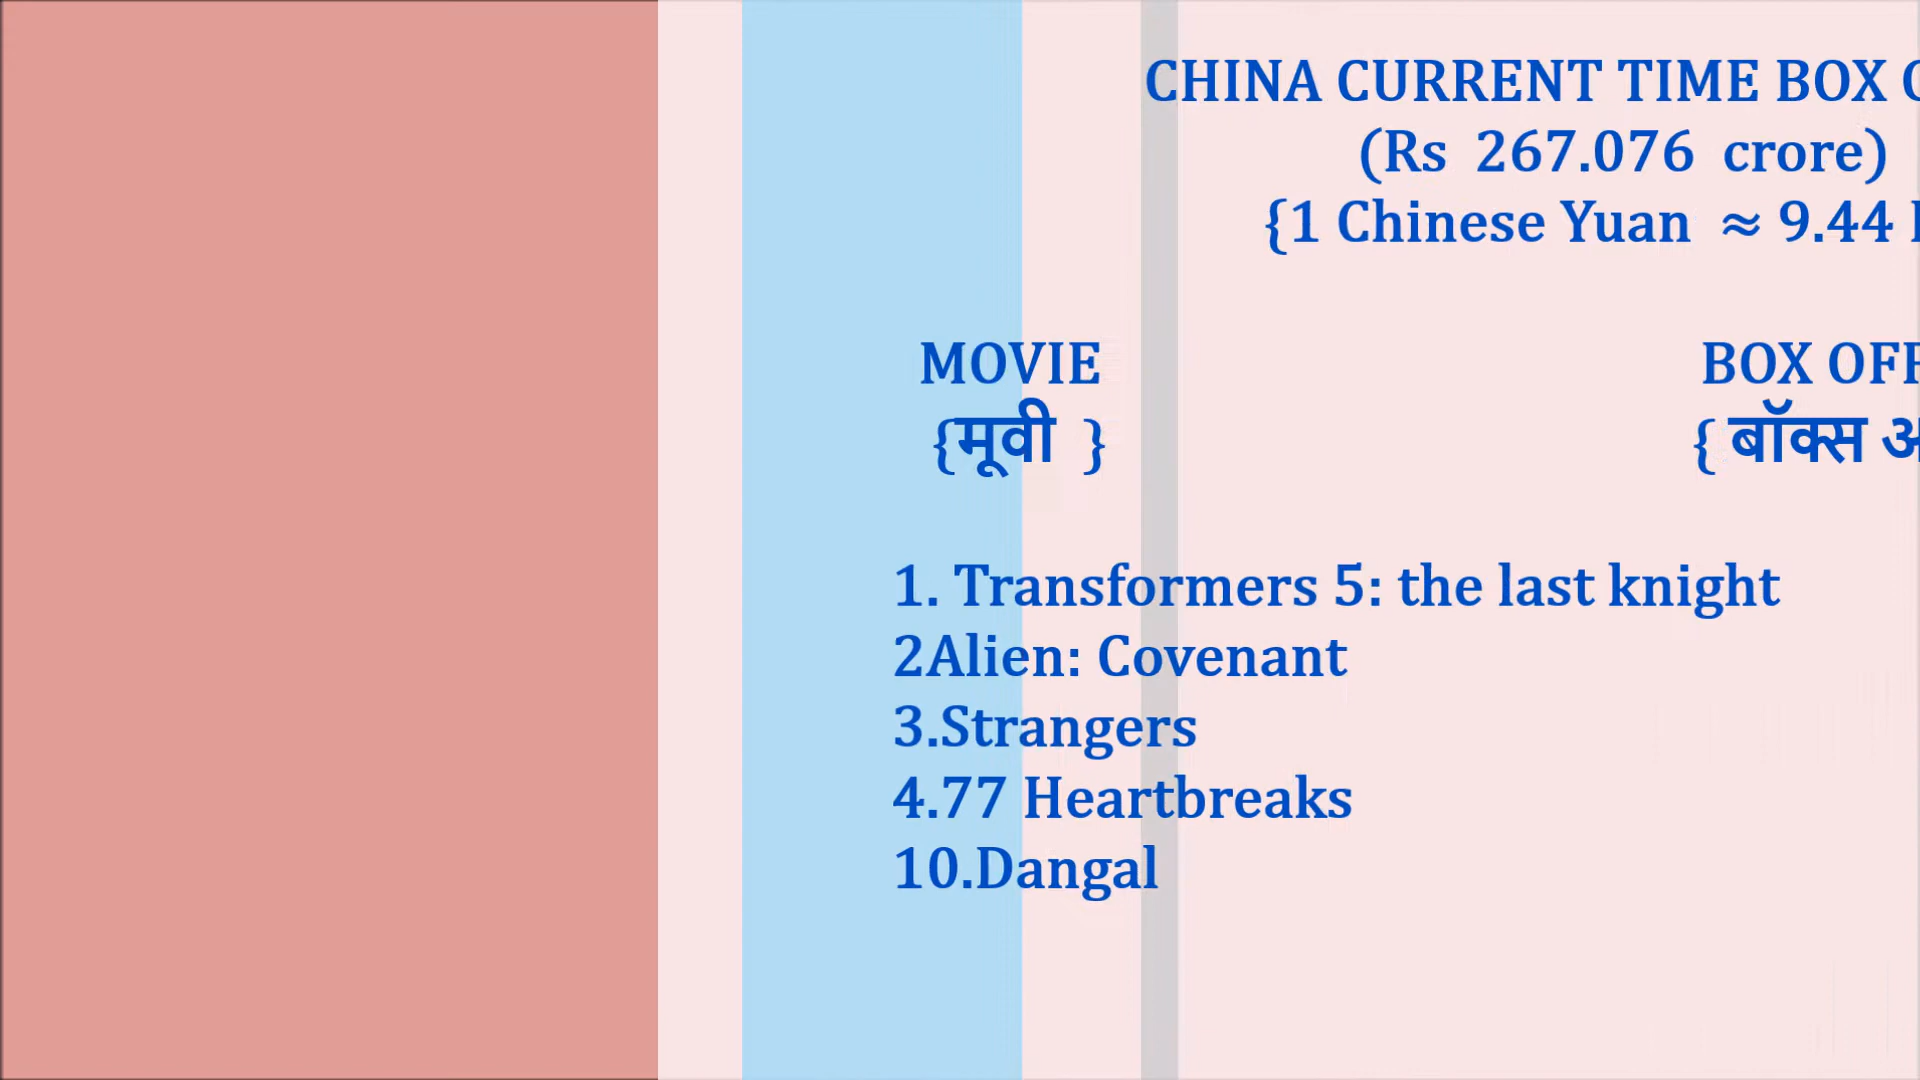 CHINA CURRENT TIME BOX
(Rs 267.076 crore)
{1 Chinese Yuan ≈ 9.44
MOVIE BOX
{मूवी } { बॉक्स
1. Transformers 5: the last knight
2Alien: Covenant
3.Strangers
4.77 Heartbreaks
10.Dangal